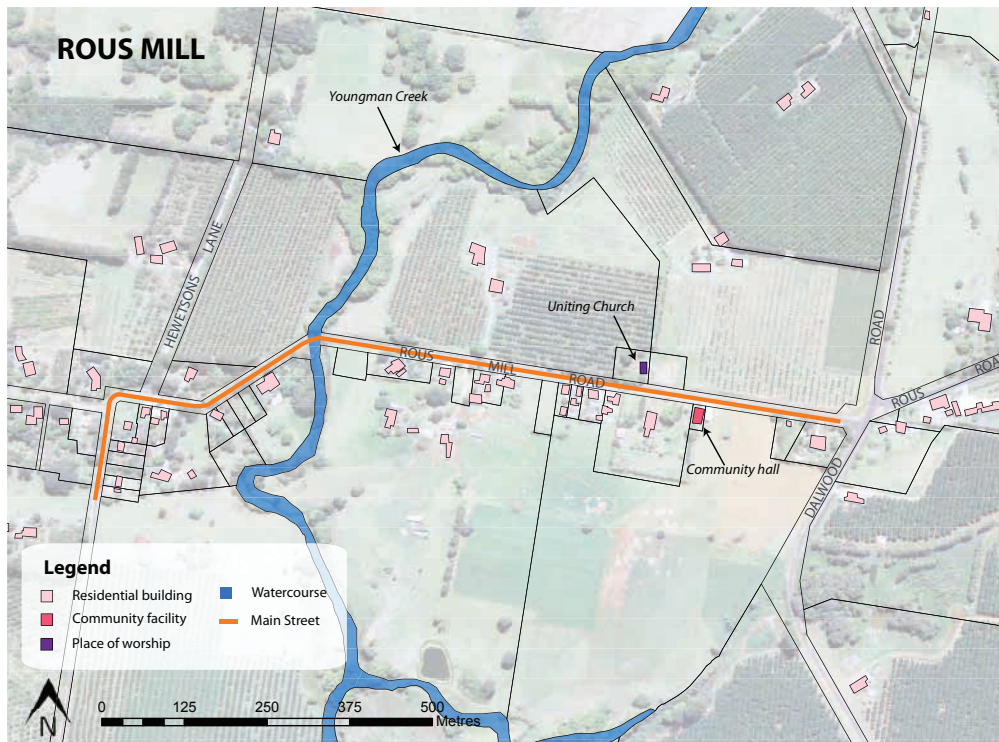 ROUS MILL
Youngman Creek
HEWETSONS LANE
Uniting Church
ROUS MILL ROAD
ROAD
ROUS ROA
Community hall
DALWOOD
Legend
Residential building
Community facility
Place of worship
Watercourse
Main Street
N
0 125 250 375 500
Metres